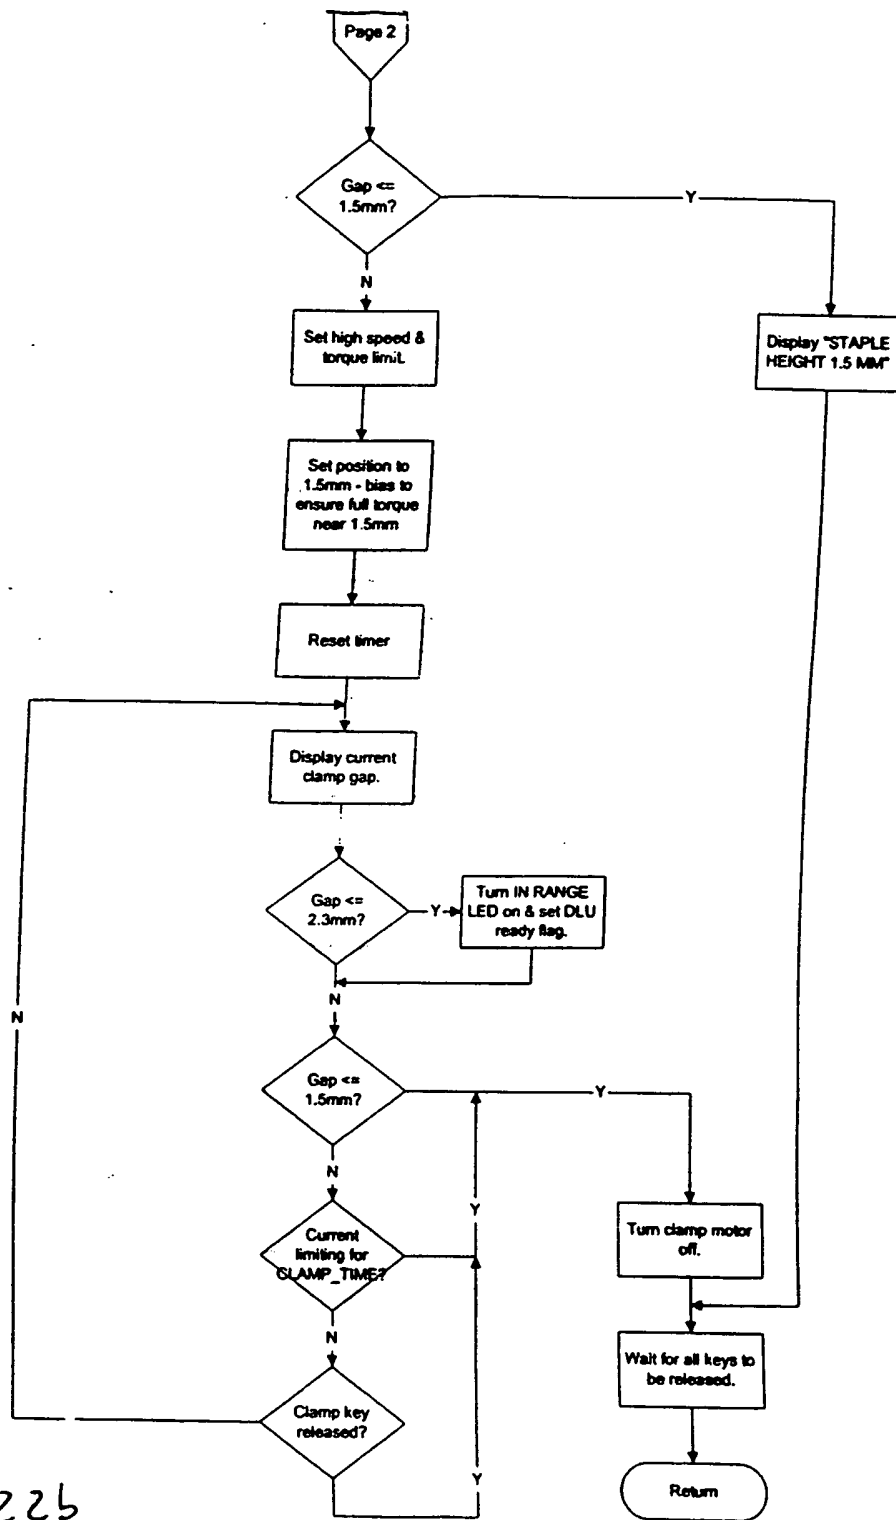 Page 2
Gap <=
1.5mm?
Y
N
Set high speed &
torque limit.
Display "STAPLE
HEIGHT 1.5 MM"
Set position to
1.5mm - bias to
ensure full torque
near 1.5mm
Reset timer
Display current
clamp gap.
Gap <=
2.3mm?
Y
Turn IN RANGE
LED on & set DLU
ready flag.
N
N
Gap <=
1.5mm?
Y
N
Y
Current
limiting for
CLAMP_TIME?
Turn clamp motor
off.
N
Wait for all keys to
be released.
Clamp key
released?
Y
Return
22b